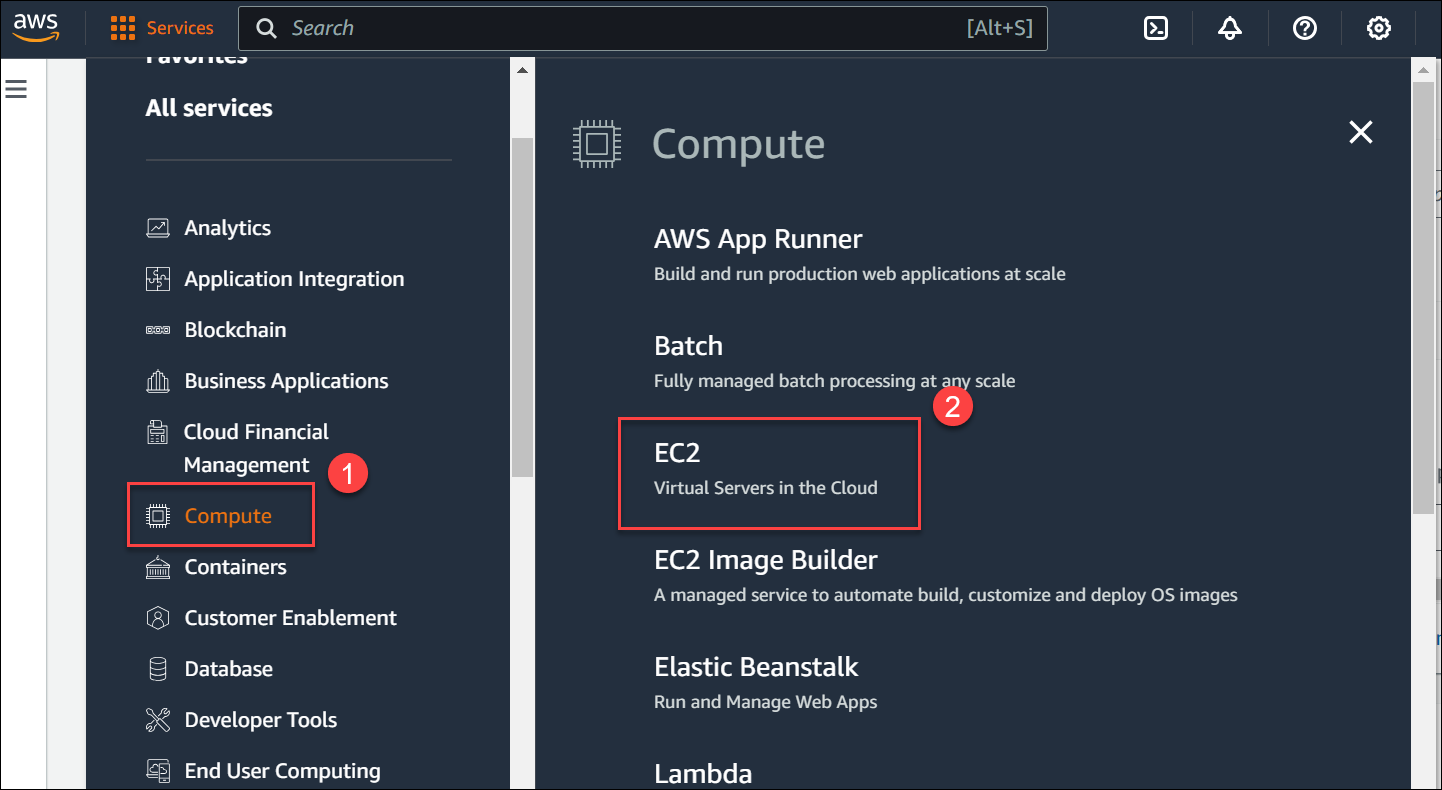 aws
Services
Search
[Alt+S]
Favorites
All services
Analytics
Application Integration
Blockchain
Business Applications
Cloud Financial
Management
1
Compute
Containers
Customer Enablement
Database
Developer Tools
End User Computing
Compute
AWS App Runner
Build and run production web applications at scale
Batch
Fully managed batch processing at any scale
2
EC2
Virtual Servers in the Cloud
EC2 Image Builder
A managed service to automate build, customize and deploy OS images
Elastic Beanstalk
Run and Manage Web Apps
Lambda